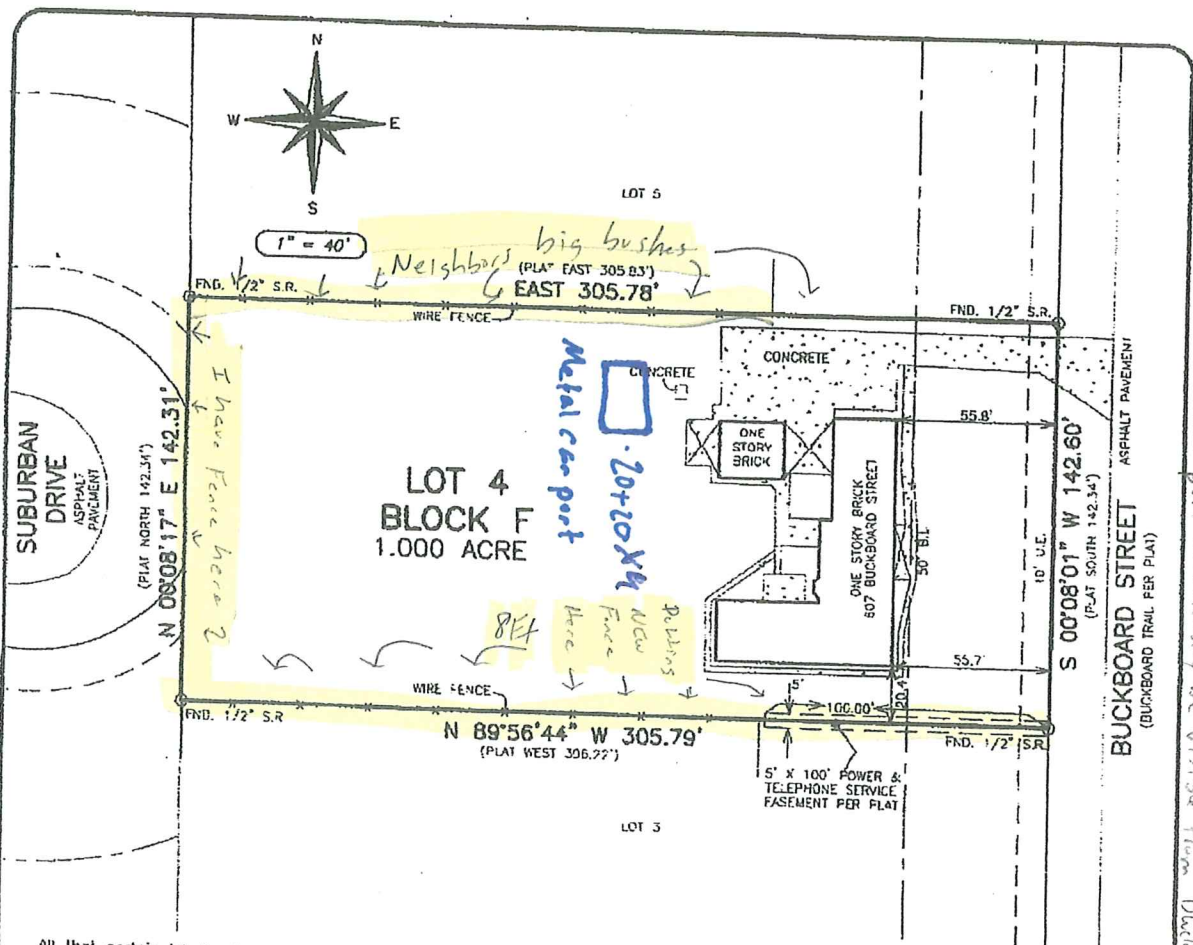 N
W
E
S
1" = 40'
LOT 5
Neighbors big bushes
(PLAT EAST 305.83')
EAST 305.78'
FND. 1/2" S.R.
FND. 1/2" S.R.
WIRE FENCE
CONCRETE
CONCRETE
Metal car port
ONE
STORY
BRICK
55.8'
ASPHALT PAVEMENT
SUBURBAN
DRIVE
ASPHALT
PAVEMENT
(PLAT NORTH 142.34')
N 00°08'17" E 142.31'
I have Fence here 2
LOT 4
BLOCK F
1.000 ACRE
ONE STORY BRICK
607 BUCKBOARD STREET
50' B.L.
10' U.E.
S 00°08'01" W 142.60'
(PLAT SOUTH 142.34')
BUCKBOARD STREET
(BUCKBOARD TRAIL PER PLAT)
8ft
New
Fence
Here
WIRE FENCE
55.7'
20.4'
5'
100.00'
FND. 1/2" S.R
N 89°56'44" W 305.79'
(PLAT WEST 306.22')
FND. 1/2" S.R.
5' X 100' POWER &
TELEPHONE SERVICE
EASEMENT PER PLAT
LOT 3
All that certain